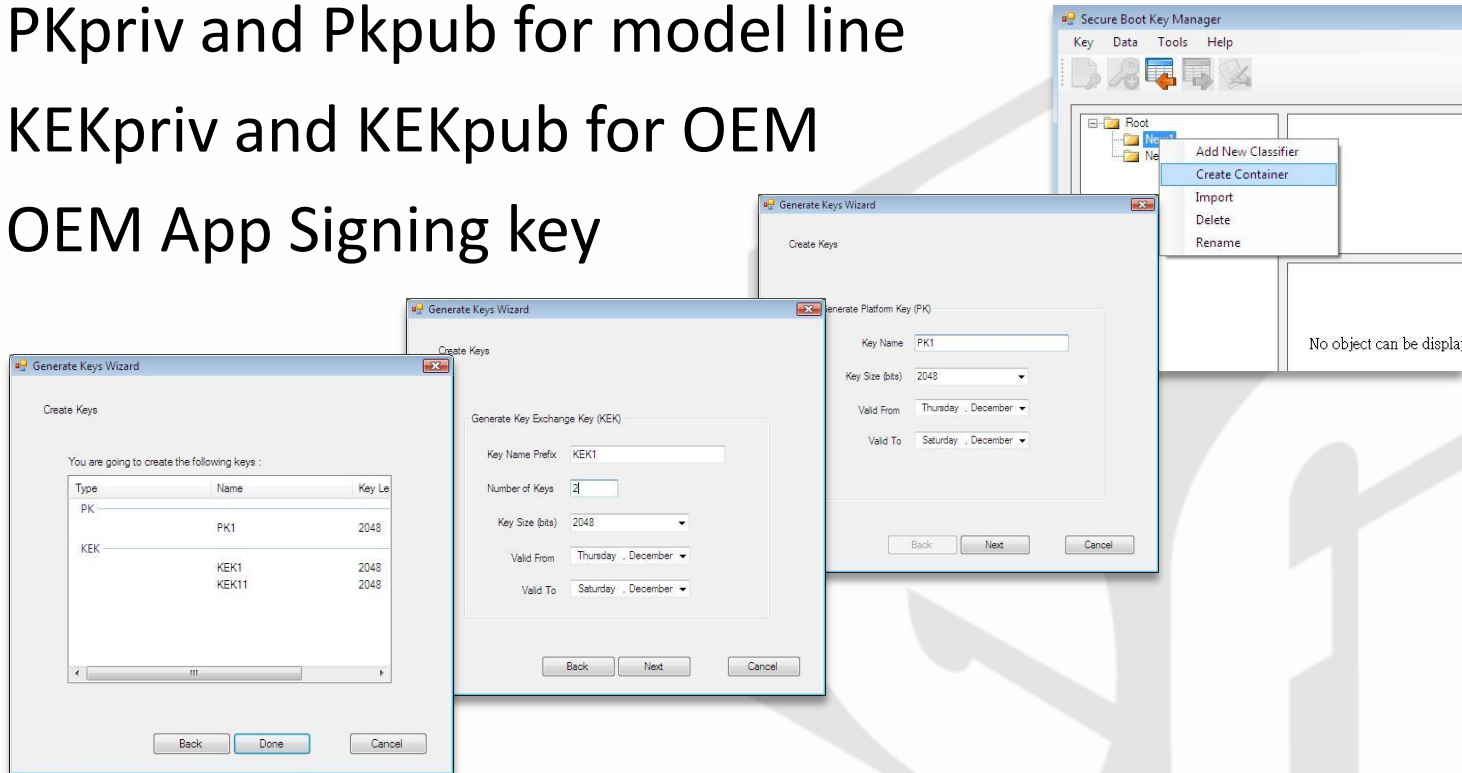 PKpriv and Pkpub for model line
KEKpriv and KEKpub for OEM
OEM App Signing key
Secure Boot Key Manager
Key Data Tools Help
Root
New1
Add New Classifier
Create Container
Import
Delete
Rename
No object can be displa
Generate Keys Wizard
Create Keys
Generate Platform Key (PK)
Key Name PK1
Key Size (bits) 2048
Valid From Thursday , December
Valid To Saturday , December
Back Next Cancel
Generate Keys Wizard
Create Keys
Generate Key Exchange Key (KEK)
Key Name Prefix KEK1
Number of Keys 2
Key Size (bits) 2048
Valid From Thursday , December
Valid To Saturday , December
Back Next Cancel
Generate Keys Wizard
Create Keys
You are going to create the following keys :
Type Name Key Le
PK
PK1 2048
KEK
KEK1 2048
KEK11 2048
Back Done Cancel